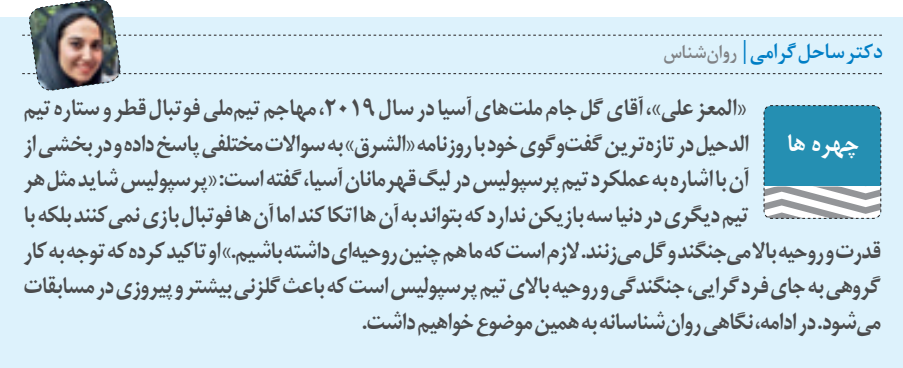 دکتر ساحل گرامی | روان‌شناس
چهره ها
«المعز علی»، آقای گل جام ملت‌های آسیا در سال ۲۰۱۹، مهاجم تیم‌ملی فوتبال قطر و ستاره تیم
الدحیل در تازه‌ترین گفت‌وگوی خود با روزنامه «الشرق» به سوالات مختلفی پاسخ داده و در بخشی از
آن با اشاره به عملکرد تیم پرسپولیس در لیگ قهرمانان آسیا، گفته است: «پرسپولیس شاید مثل هر
تیم دیگری در دنیا سه بازیکن ندارد که بتواند به آن ها اتکا کند اما آن ها فوتبال بازی نمی کنند بلکه با
قدرت و روحیه بالا می‌جنگند و گل می‌زنند. لازم است که ما هم چنین روحیه‌ای داشته باشیم.» او تاکید کرده که توجه به کار
گروهی به جای فردگرایی، جنگندگی و روحیه بالای تیم پرسپولیس است که باعث گلزنی بیشتر و پیروزی در مسابقات
می‌شود. در ادامه، نگاهی روان‌شناسانه به همین موضوع خواهیم داشت.